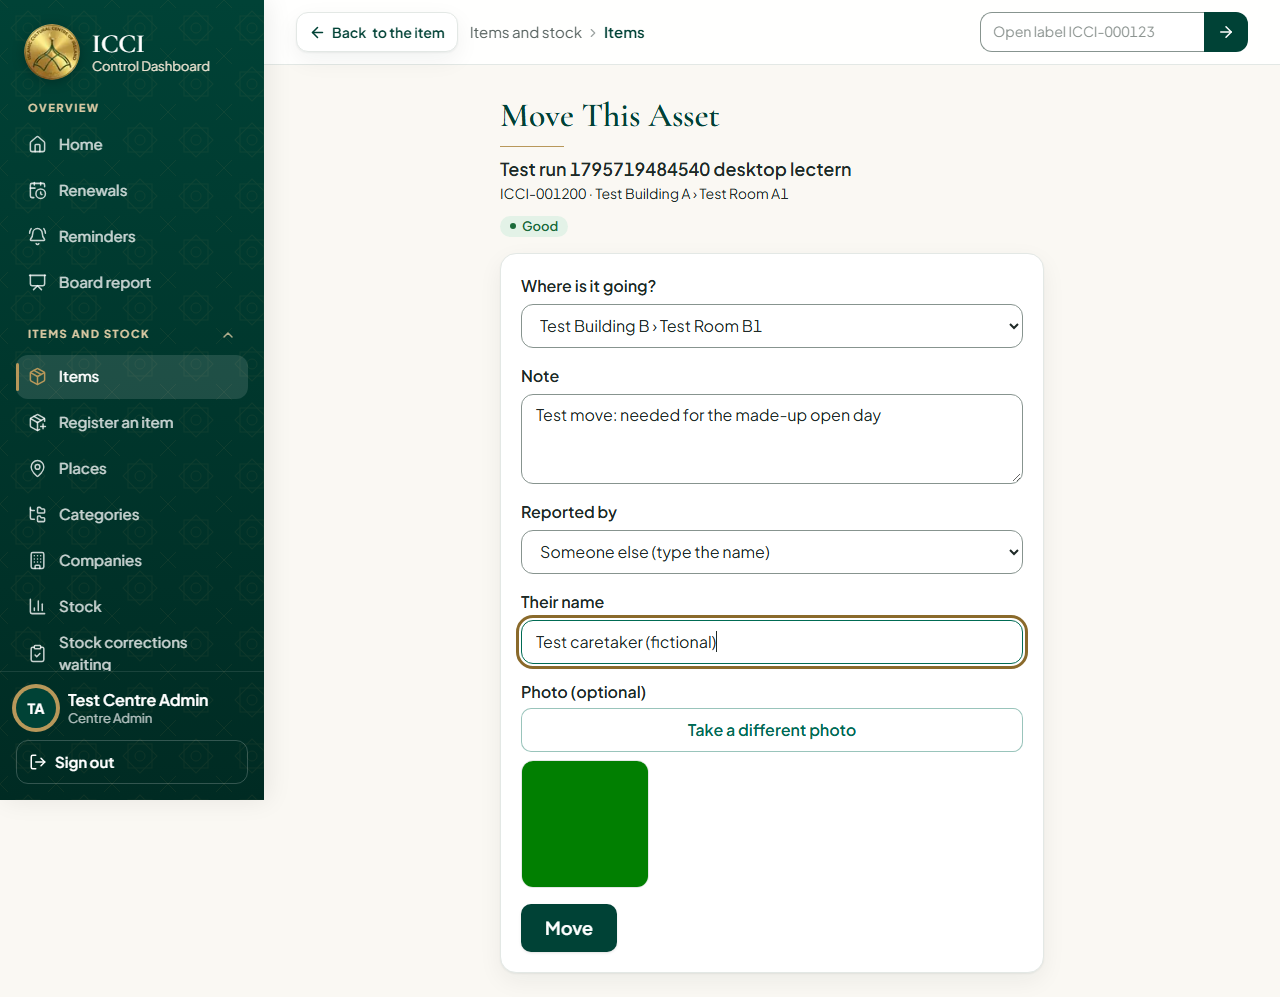 ICCI
Control Dashboard
OVERVIEW
Home
Renewals
Reminders
Board report
ITEMS AND STOCK
Items
Register an item
Places
Categories
Companies
Stock
Stock corrections
waiting
TA
Test Centre Admin
Centre Admin
Sign out
Back to the item
Items and stock › Items
Open label ICCI-000123
Move This Asset
Test run 1795719484540 desktop lectern
ICCI-001200 · Test Building A › Test Room A1
Good
Where is it going?
Test Building B › Test Room B1
Note
Test move: needed for the made-up open day
Reported by
Someone else (type the name)
Their name
Test caretaker (fictional)
Photo (optional)
Take a different photo
Move